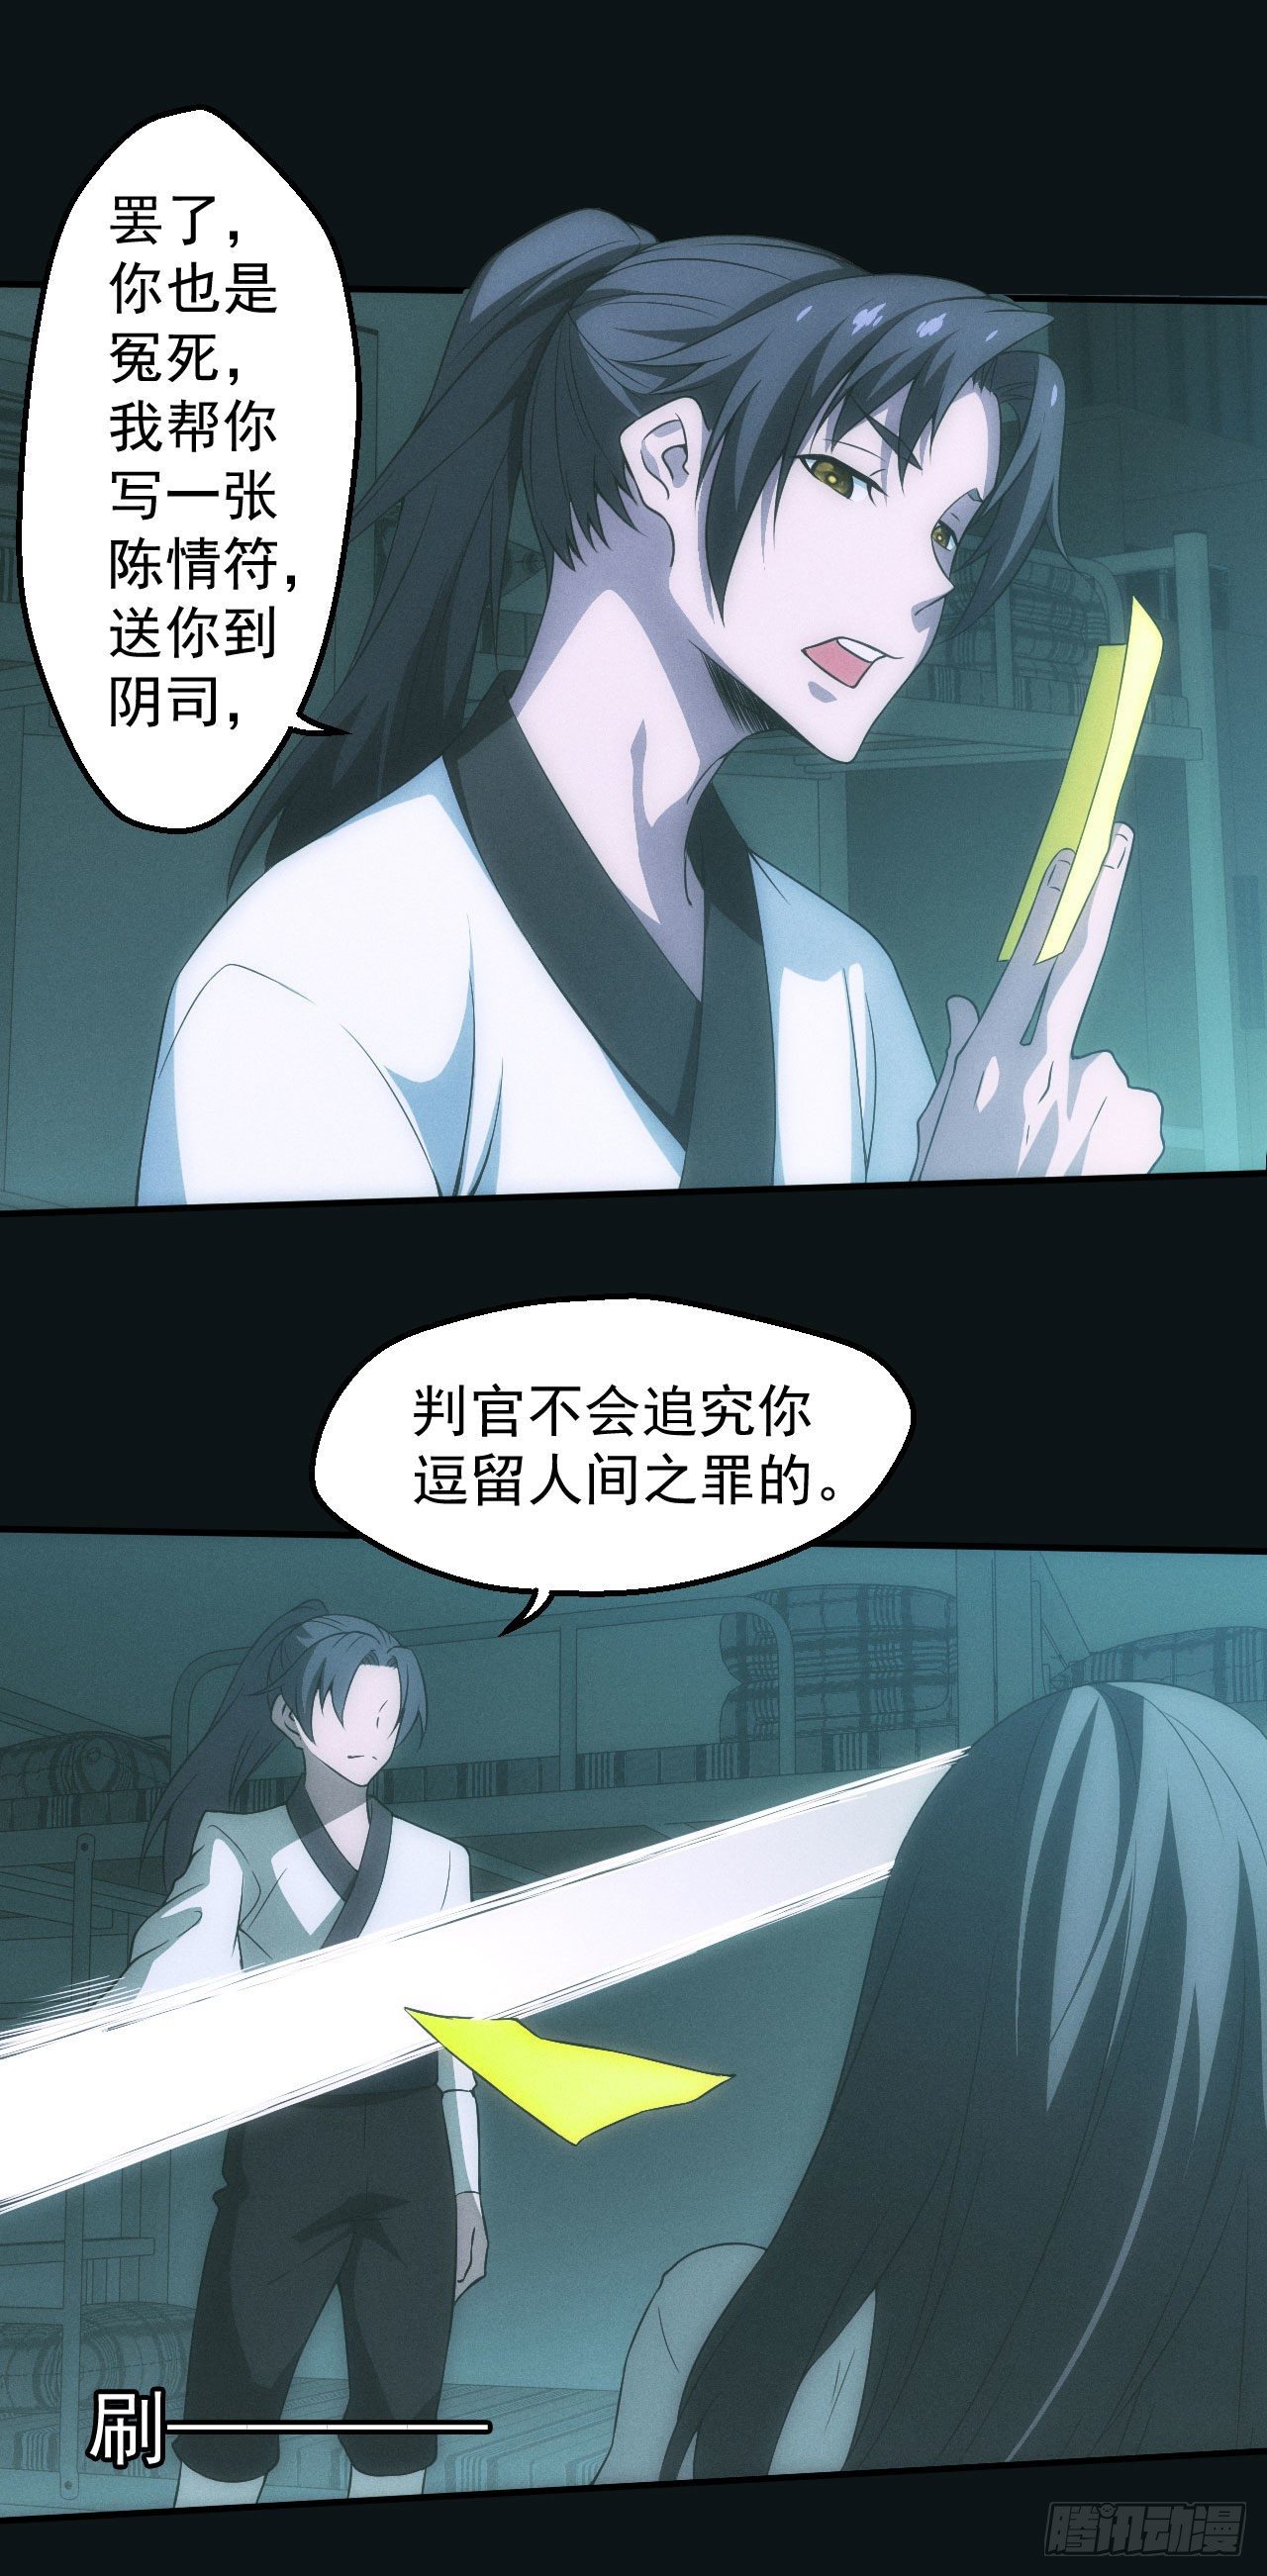 罢了，
你也是
冤死，
我帮你
写一张
陈情符，
送你到
阴司，
判官不会追究你
逗留人间之罪的。
刷——
腾讯动漫